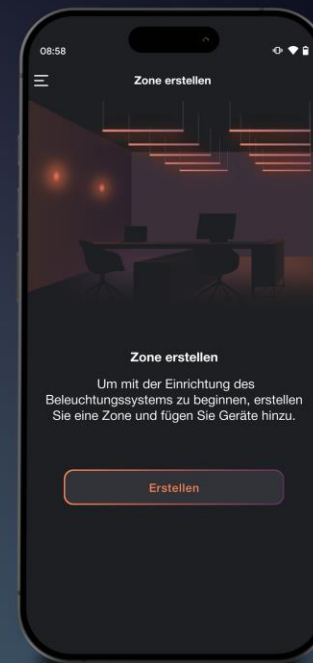 08:58
Zone erstellen
Zone erstellen
Um mit der Einrichtung des
Beleuchtungssystems zu beginnen, erstellen
Sie eine Zone und fügen Sie Geräte hinzu.
Erstellen